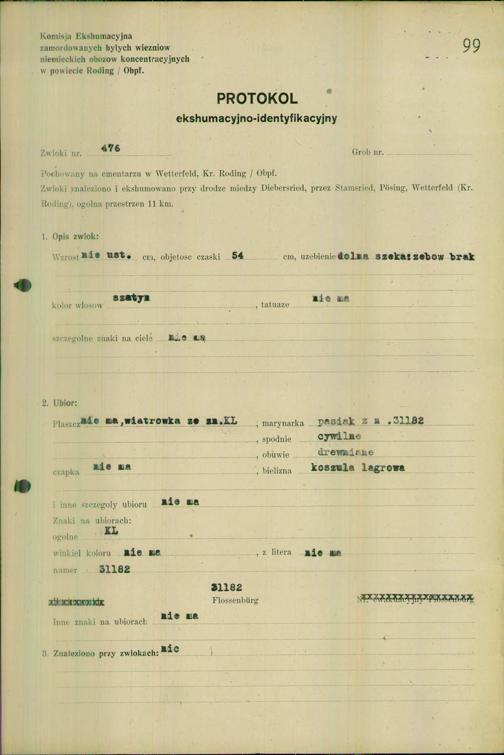 99
Komisja Ekshumacyjna
zamordowanych bylych wiezniow
niemieckich obozow koncentracyjnych
w powiecie Roding / Obpf.
PROTOKOL
ekshumacyjno-identyfikacyjny
Zwloki nr. 476 Grob nr.
Pochowany na cmentarzu w Wetterfeld, Kr. Roding / Obpf.
Zwloki znaleziono i ekshumowano przy drodze miedzy Diebersried, przez Stamsried, Pösing, Wetterfeld (Kr.
Roding), ogolna przestrzen 11 km.
1. Opis zwlok:
Wzrost nie ust. cm, objetosc czaski 54 cm, uzebienie dolna szeka:zebow brak
kolor wlosow szatyn , tatuaze nie ma
szczegolne znaki na ciele nie ma
2. Ubior:
Plaszcz nie ma,wiatrowka ze zn.KL , marynarka pasiak z n .31182
, spodnie cywilne
, obuwie drewniane
czapka nie ma , bielizna koszula lagrowa
i inne szczegoly ubioru nie ma
Znaki na ubiorach:
ogolne KL
winkiel koloru nie ma , z litera nie ma
numer 31182
31182
Flossenbürg Nr. ewakuacyjny Flossenbürg
Inne znaki na ubiorach nie ma
3. Znaleziono przy zwlokach: nic